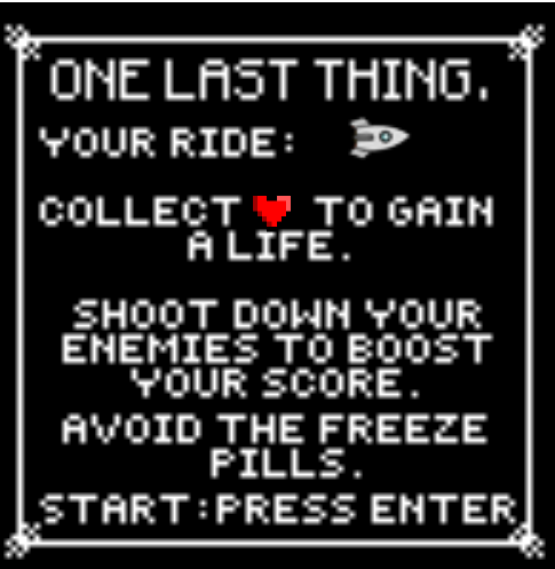 ONE LAST THING.
YOUR RIDE:
COLLECT TO GAIN
A LIFE.
SHOOT DOWN YOUR
ENEMIES TO BOOST
YOUR SCORE.
AVOID THE FREEZE
PILLS.
START:PRESS ENTER